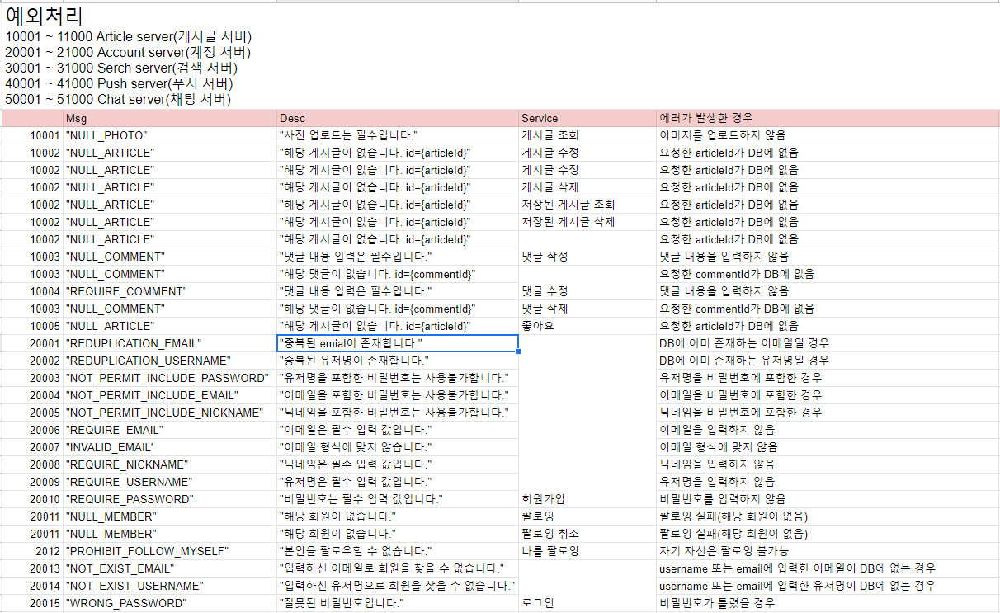 예외처리
10001 ~ 11000 Article server(게시글 서버)
20001 ~ 21000 Account server(계정 서버)
30001 ~ 31000 Serch server(검색 서버)
40001 ~ 41000 Push server(푸시 서버)
50001 ~ 51000 Chat server(채팅 서버)
Msg Desc Service 에러가 발생한 경우
10001 "NULL_PHOTO" "사진 업로드는 필수입니다." 게시글 조회 이미지를 업로드하지 않음
10002 "NULL_ARTICLE" "해당 게시글이 없습니다. id={articleId}" 게시글 수정 요청한 articleId가 DB에 없음
10002 "NULL_ARTICLE" "해당 게시글이 없습니다. id={articleId}" 게시글 수정 요청한 articleId가 DB에 없음
10002 "NULL_ARTICLE" "해당 게시글이 없습니다. id={articleId}" 게시글 삭제 요청한 articleId가 DB에 없음
10002 "NULL_ARTICLE" "해당 게시글이 없습니다. id={articleId}" 저장된 게시글 조회 요청한 articleId가 DB에 없음
10002 "NULL_ARTICLE" "해당 게시글이 없습니다. id={articleId}" 저장된 게시글 삭제 요청한 articleId가 DB에 없음
10002 "NULL_ARTICLE" "해당 게시글이 없습니다. id={articleId}" 요청한 articleId가 DB에 없음
10003 "NULL_COMMENT" "댓글 내용 입력은 필수입니다." 댓글 작성 댓글 내용을 입력하지 않음
10003 "NULL_COMMENT" "해당 댓글이 없습니다. id={commentId}" 요청한 commentId가 DB에 없음
10004 "REQUIRE_COMMENT" "댓글 내용 입력은 필수입니다." 댓글 수정 댓글 내용을 입력하지 않음
10003 "NULL_COMMENT" "해당 댓글이 없습니다. id={commentId}" 댓글 삭제 요청한 commentId가 DB에 없음
10005 "NULL_ARTICLE" "해당 게시글이 없습니다. id={articleId}" 좋아요 요청한 articleId가 DB에 없음
20001 "REDUPLICATION_EMAIL" "중복된 emial이 존재합니다." DB에 이미 존재하는 이메일일 경우
20002 "REDUPLICATION_USERNAME" "중복된 유저명이 존재합니다." DB에 이미 존재하는 유저명일 경우
20003 "NOT_PERMIT_INCLUDE_PASSWORD" "유저명을 포함한 비밀번호는 사용불가합니다." 유저명을 비밀번호에 포함한 경우
20004 "NOT_PERMIT_INCLUDE_EMAIL" "이메일을 포함한 비밀번호는 사용불가합니다." 이메일을 비밀번호에 포함한 경우
20005 "NOT_PERMIT_INCLUDE_NICKNAME" "닉네임을 포함한 비밀번호는 사용불가합니다." 닉네임을 비밀번호에 포함한 경우
20006 "REQUIRE_EMAIL" "이메일은 필수 입력 값입니다." 이메일을 입력하지 않음
20007 "INVALID_EMAIL' "이메일 형식에 맞지 않습니다." 이메일 형식에 맞지 않음
20008 "REQUIRE_NICKNAME" "닉네임은 필수 입력 값입니다." 닉네임을 입력하지 않음
20009 "REQUIRE_USERNAME" "유저명은 필수 입력 값입니다." 유저명을 입력하지 않음
20010 "REQUIRE_PASSWORD" "비밀번호는 필수 입력 값입니다." 회원가입 비밀번호를 입력하지 않음
20011 "NULL_MEMBER" "해당 회원이 없습니다." 팔로잉 팔로잉 실패(해당 회원이 없음)
20011 "NULL_MEMBER" "해당 회원이 없습니다." 팔로잉 취소 팔로잉 실패(해당 회원이 없음)
2012 "PROHIBIT_FOLLOW_MYSELF" "본인을 팔로우할 수 없습니다." 나를 팔로잉 자기 자신은 팔로잉 불가능
20013 "NOT_EXIST_EMAIL" "입력하신 이메일로 회원을 찾을 수 없습니다." username 또는 email에 입력한 이메일이 DB에 없는 경우
20014 "NOT_EXIST_USERNAME" "입력하신 유저명으로 회원을 찾을 수 없습니다." username 또는 email에 입력한 유저명이 DB에 없는 경우
20015 "WRONG_PASSWORD" "잘못된 비밀번호입니다." 로그인 비밀번호가 틀렸을 경우